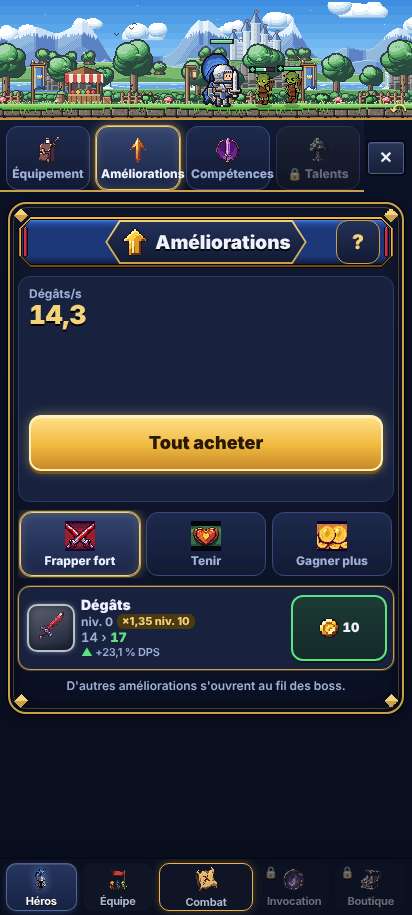 Équipement
Améliorations
Compétences
Talents
×
Améliorations
?
Dégâts/s
14,3
Tout acheter
Frapper fort
Tenir
Gagner plus
Dégâts
niv. 0 ×1,35 niv. 10
14 › 17
▲ +23,1 % DPS
10
D'autres améliorations s'ouvrent au fil des boss.
Héros
Équipe
Combat
Invocation
Boutique